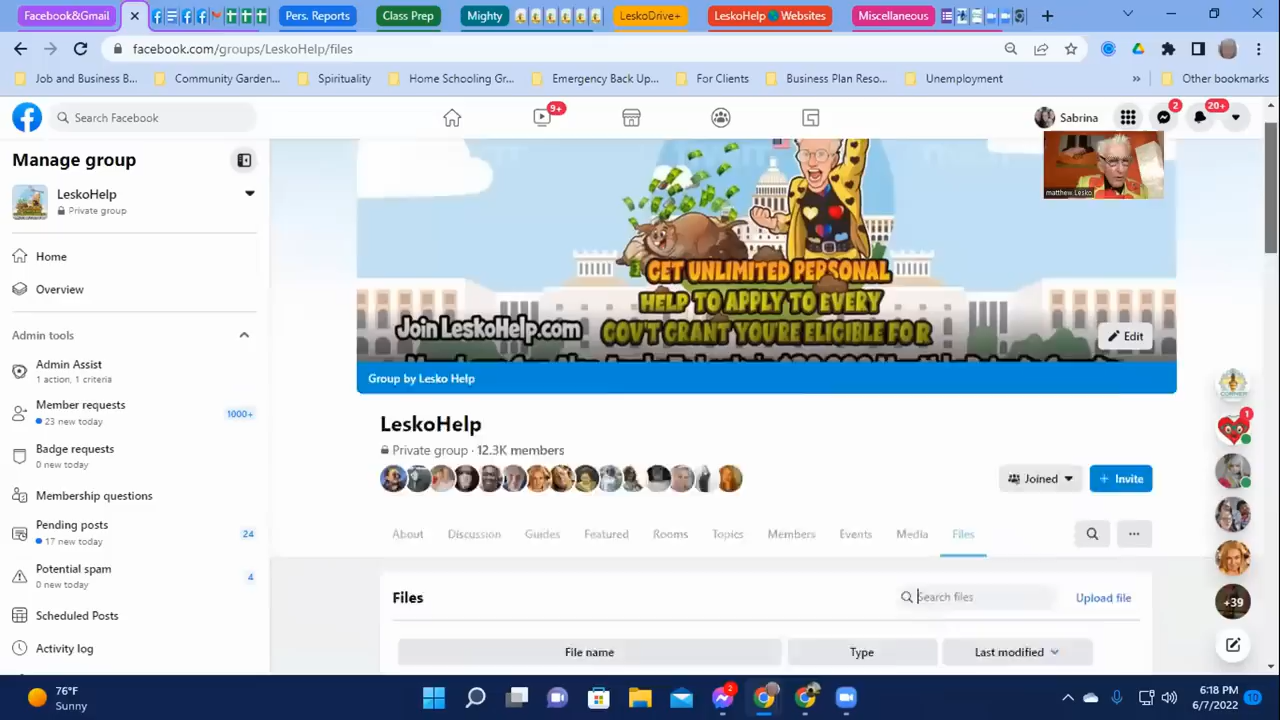 Facebook&Gmail
Pers. Reports
Class Prep
Mighty
LeskoDrive+
LeskoHelp Websites
Miscellaneous
facebook.com/groups/LeskoHelp/files
Job and Business B...
Community Garden...
Spirituality
Home Schooling Gr...
Emergency Back Up...
For Clients
Business Plan Reso...
Unemployment
Other bookmarks
Search Facebook
9+
Sabrina
2
20+
matthew Lesko
Manage group
LeskoHelp
Private group
Home
Overview
Admin tools
Admin Assist
1 action, 1 criteria
Member requests
23 new today
1000+
Badge requests
0 new today
Membership questions
Pending posts
17 new today
24
Potential spam
0 new today
4
Scheduled Posts
Activity log
GET UNLIMITED PERSONAL
HELP TO APPLY TO EVERY
Join LeskoHelp.com
GOV'T GRANT YOU'RE ELIGIBLE FOR
Edit
Group by Lesko Help
LeskoHelp
Private group · 12.3K members
Joined
+ Invite
About
Discussion
Guides
Featured
Rooms
Topics
Members
Events
Media
Files
Files
Search files
Upload file
File name
Type
Last modified
1
+39
76°F
Sunny
2
6:18 PM
6/7/2022
10